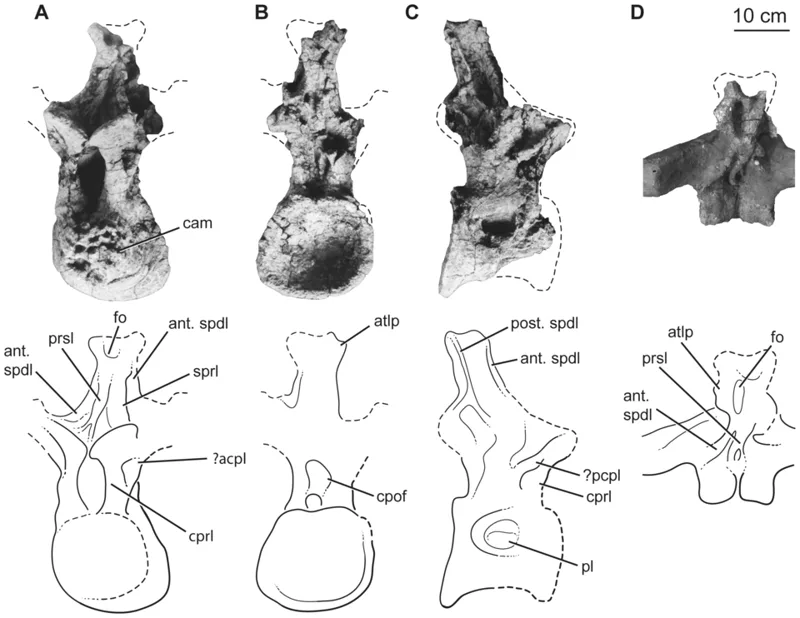 A
B
C
D
10 cm
cam
fo
ant. spdl
atlp
post. spdl
ant. spdl
prsl
ant.
spdl
sprl
?acpl
cprl
cpof
?pcpl
cprl
pl
atlp
fo
prsl
ant.
spdl